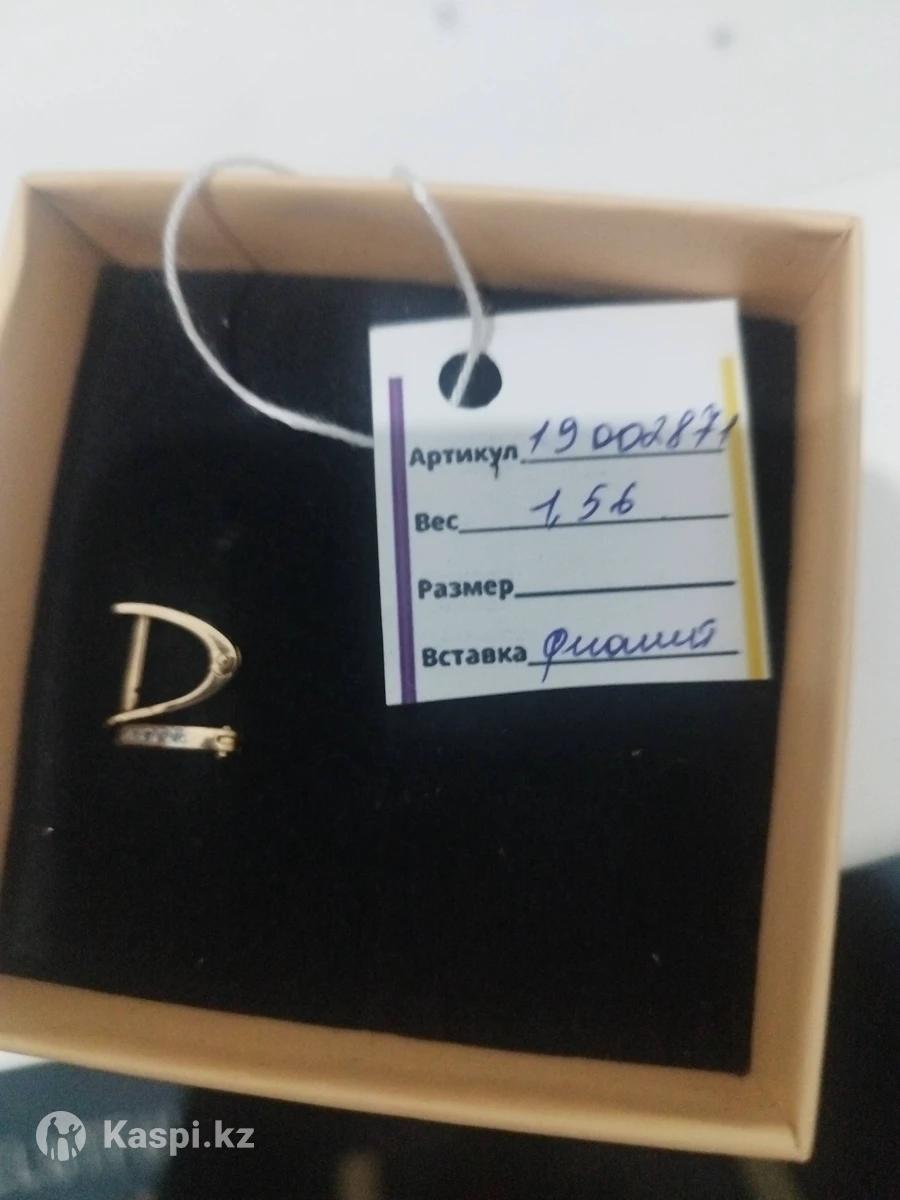 Артикул 19002871
Вес 1,56
Размер
Вставка фианит
Kaspi.kz